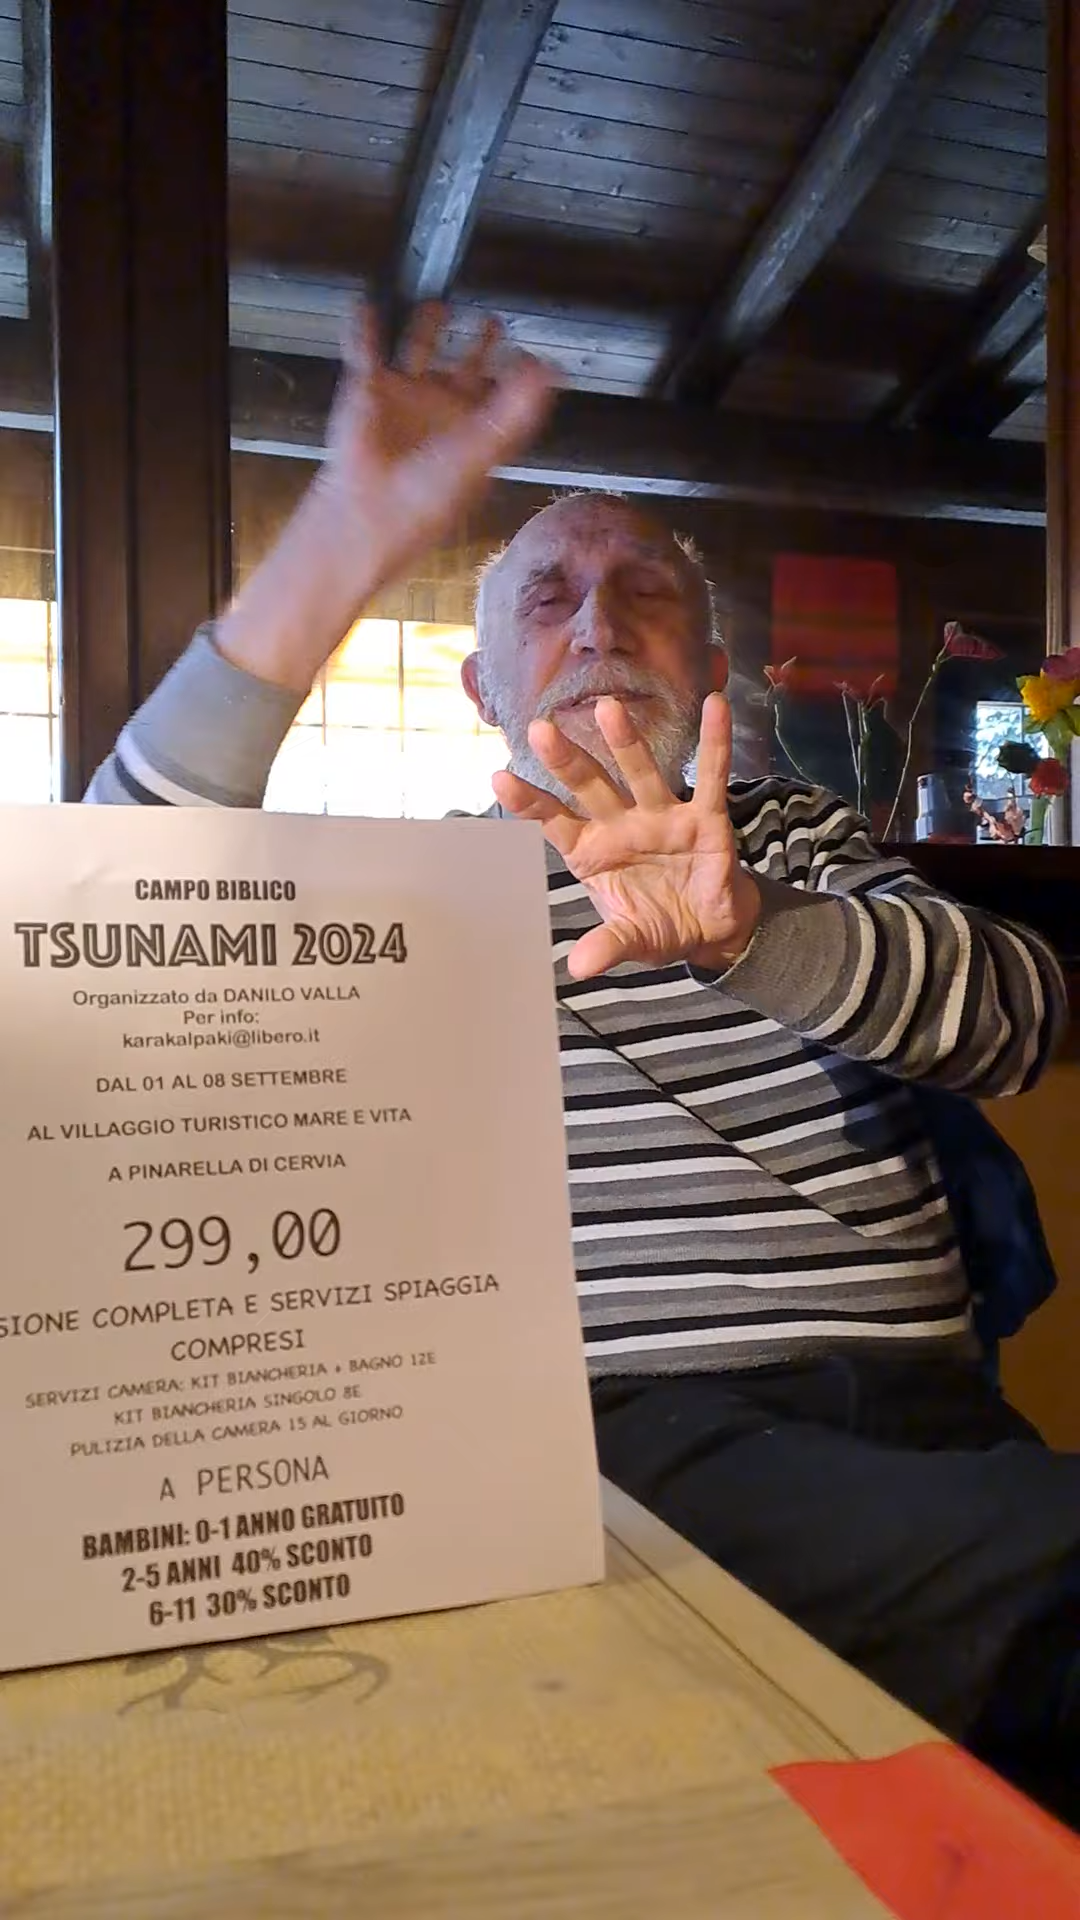 CAMPO BIBLICO
TSUNAMI 2024
Organizzato da DANILO VALLA
Per info:
karakalpaki@libero.it
DAL 01 AL 08 SETTEMBRE
AL VILLAGGIO TURISTICO MARE E VITA
A PINARELLA DI CERVIA
299,00
SIONE COMPLETA E SERVIZI SPIAGGIA
COMPRESI
SERVIZI CAMERA: KIT BIANCHERIA + BAGNO 12E
KIT BIANCHERIA SINGOLO 8E
PULIZIA DELLA CAMERA 15 AL GIORNO
A PERSONA
BAMBINI: 0-1 ANNO GRATUITO
2-5 ANNI 40% SCONTO
6-11 30% SCONTO